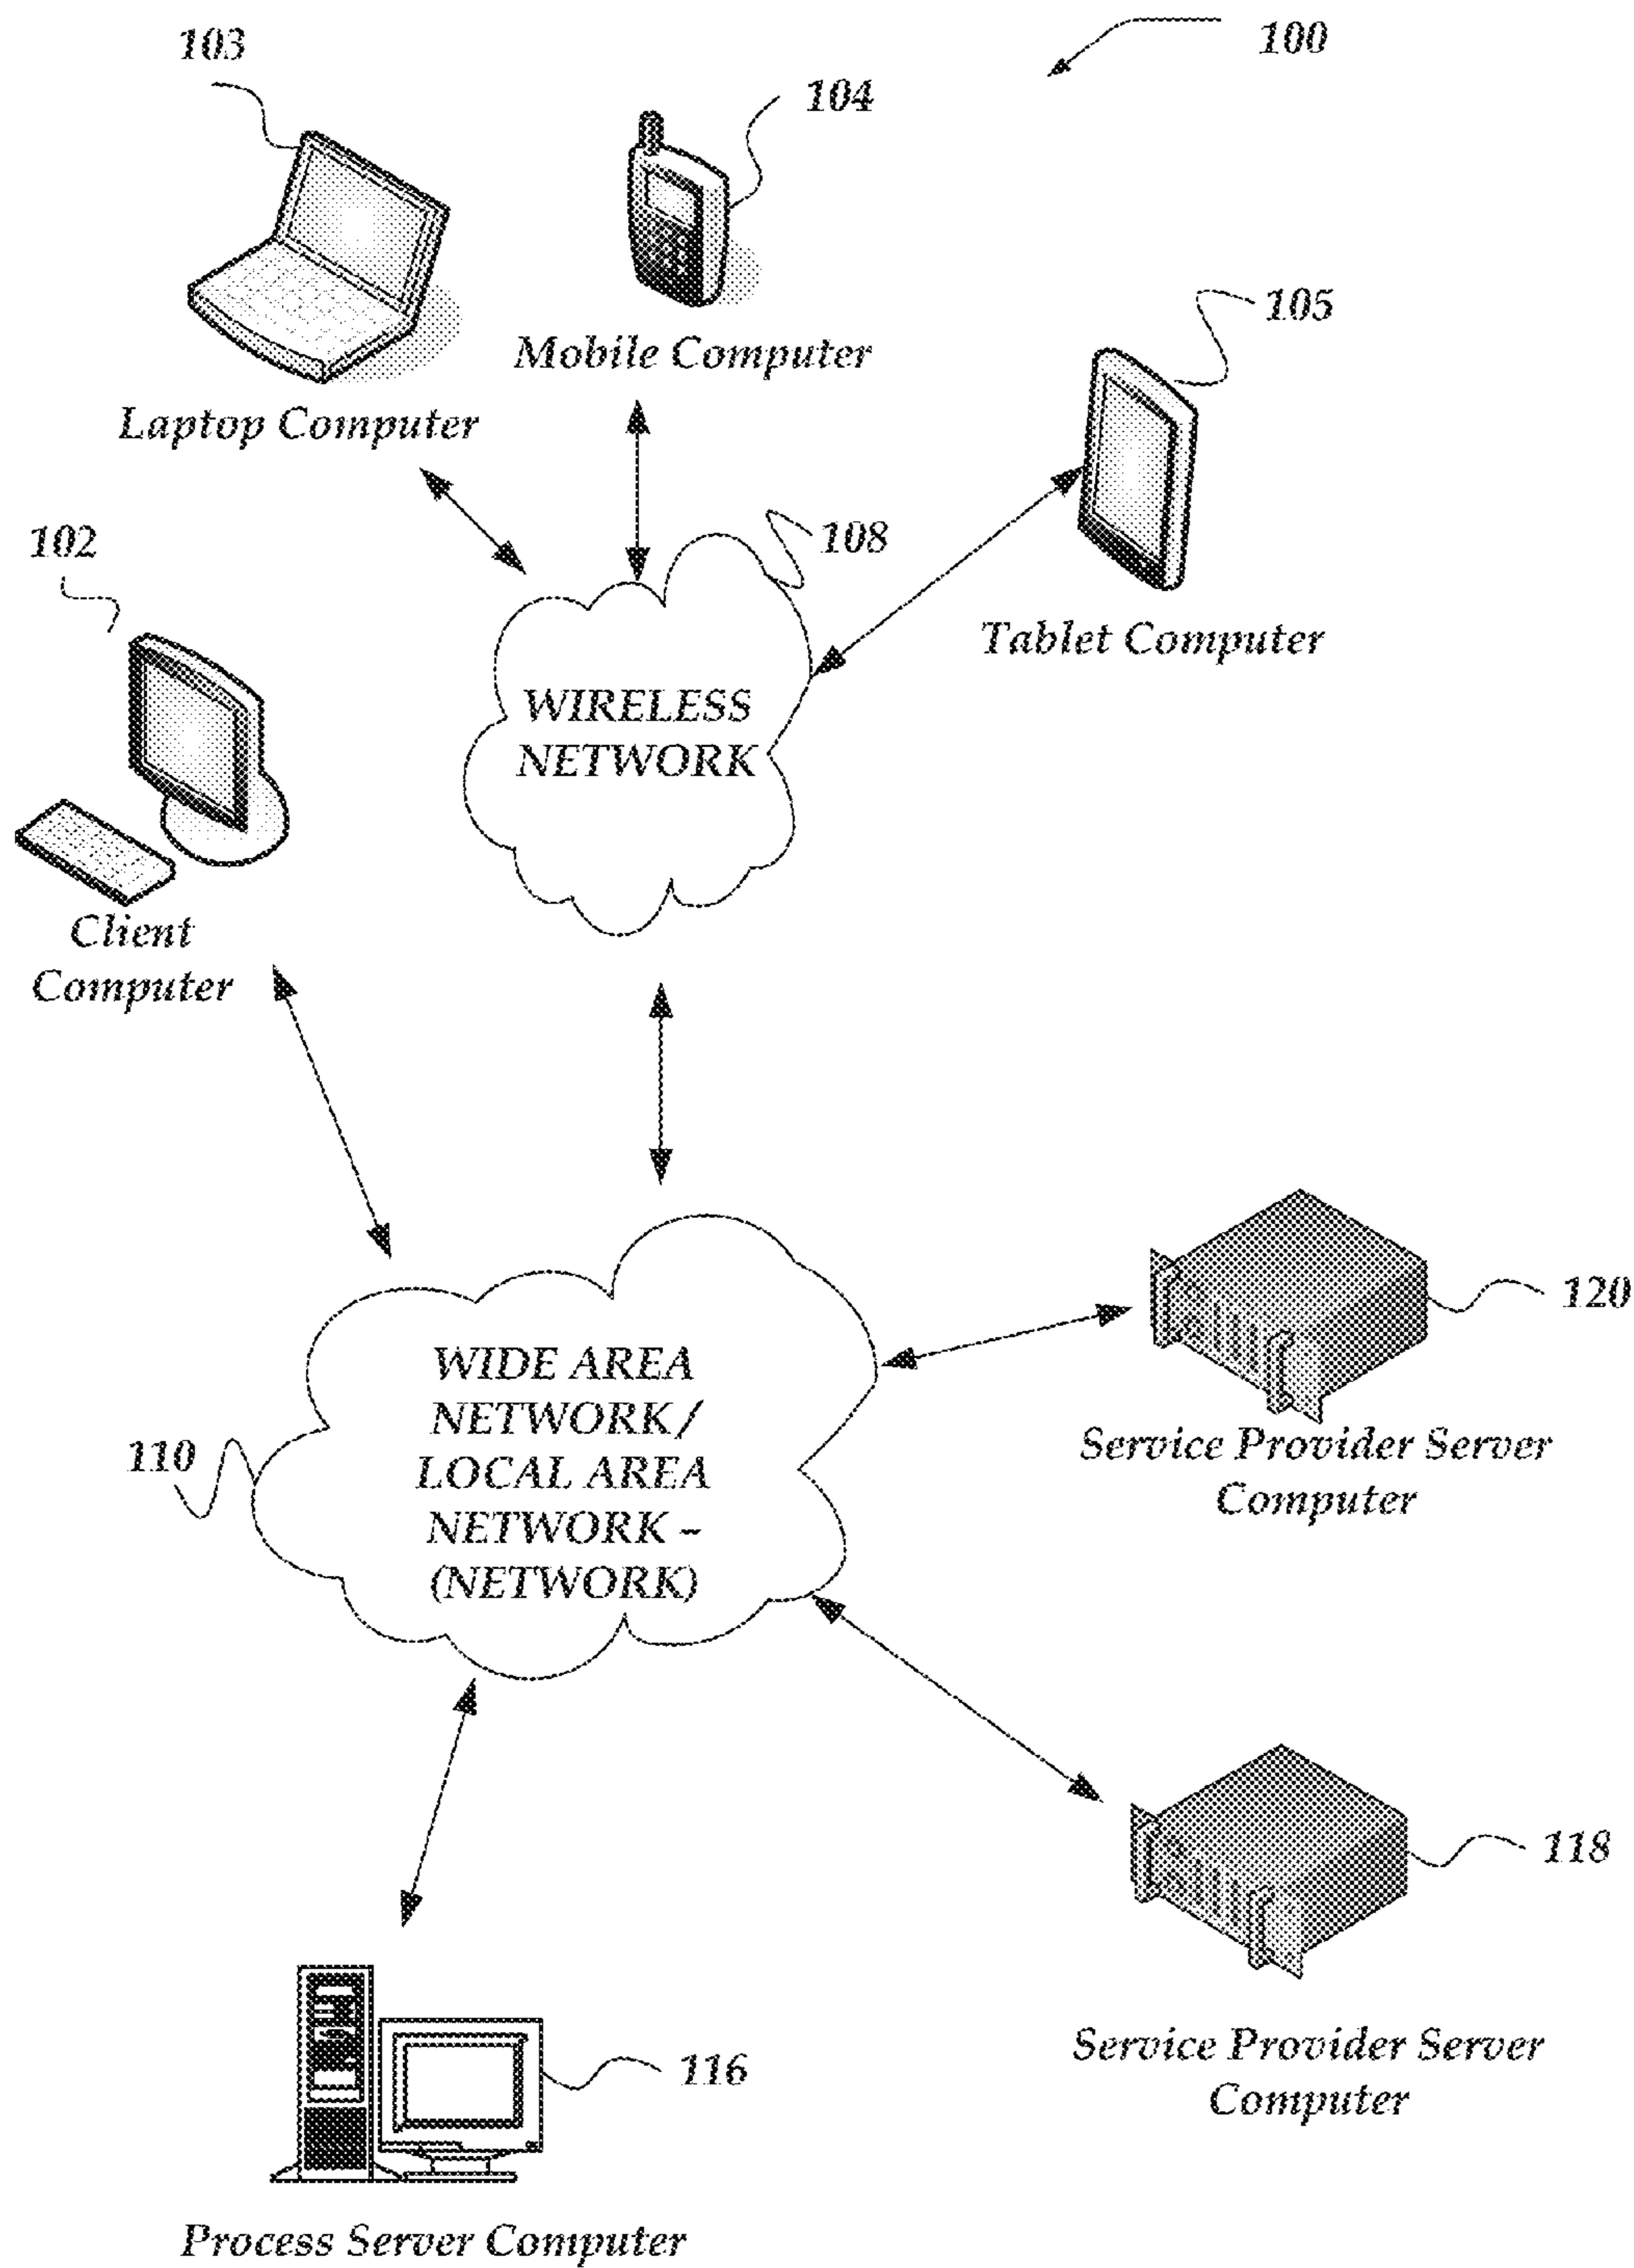 103
100
104
Mobile Computer
105
Laptop Computer
102
108
Tablet Computer
WIRELESS
NETWORK
Client
Computer
120
WIDE AREA
NETWORK /
LOCAL AREA
NETWORK –
(NETWORK)
110
Service Provider Server
Computer
118
116
Service Provider Server
Computer
Process Server Computer